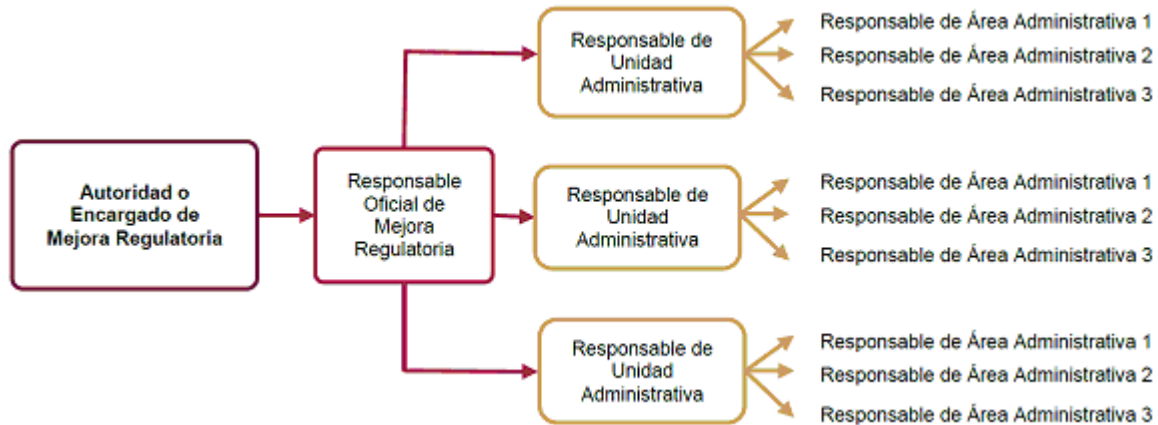 Autoridad o
Encargado de
Mejora Regulatoria
Responsable
Oficial de
Mejora
Regulatoria
Responsable de
Unidad
Administrativa
Responsable de Área Administrativa 1
Responsable de Área Administrativa 2
Responsable de Área Administrativa 3
Responsable de
Unidad
Administrativa
Responsable de Área Administrativa 1
Responsable de Área Administrativa 2
Responsable de Área Administrativa 3
Responsable de
Unidad
Administrativa
Responsable de Área Administrativa 1
Responsable de Área Administrativa 2
Responsable de Área Administrativa 3